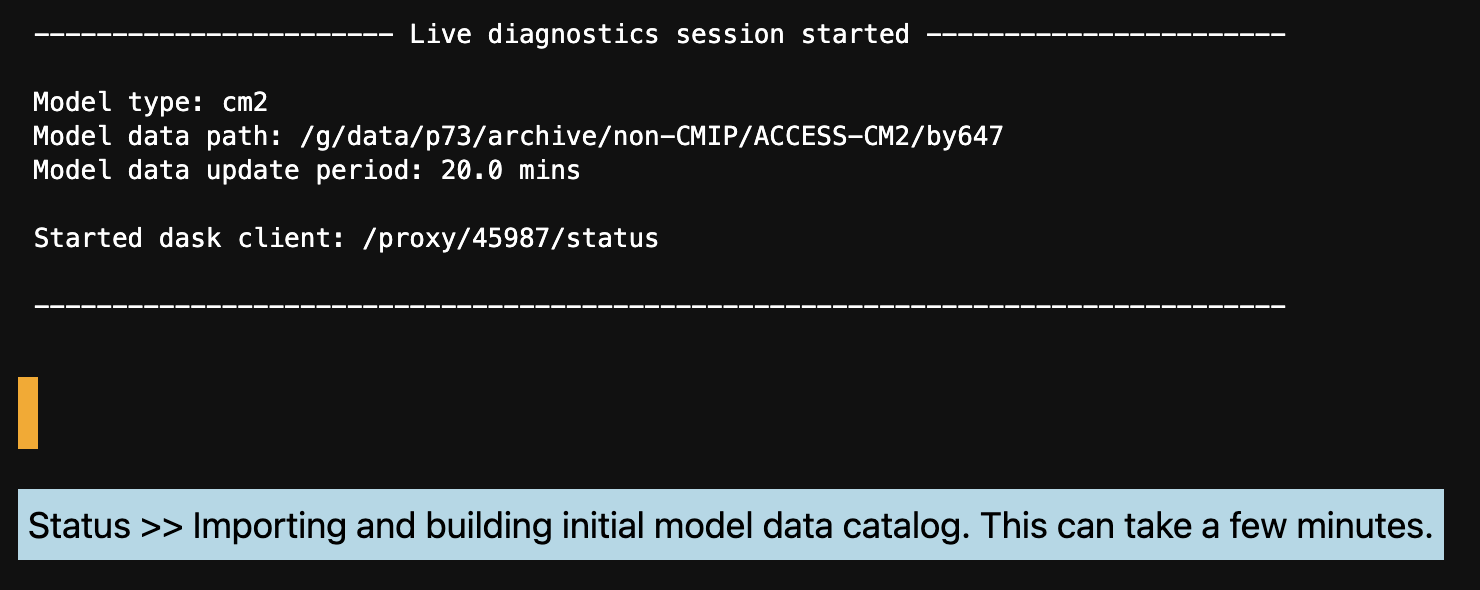 ----------------------- Live diagnostics session started -----------------------
Model type: cm2
Model data path: /g/data/p73/archive/non-CMIP/ACCESS-CM2/by647
Model data update period: 20.0 mins
Started dask client: /proxy/45987/status
--------------------------------------------------------------------------------
Status >> Importing and building initial model data catalog. This can take a few minutes.